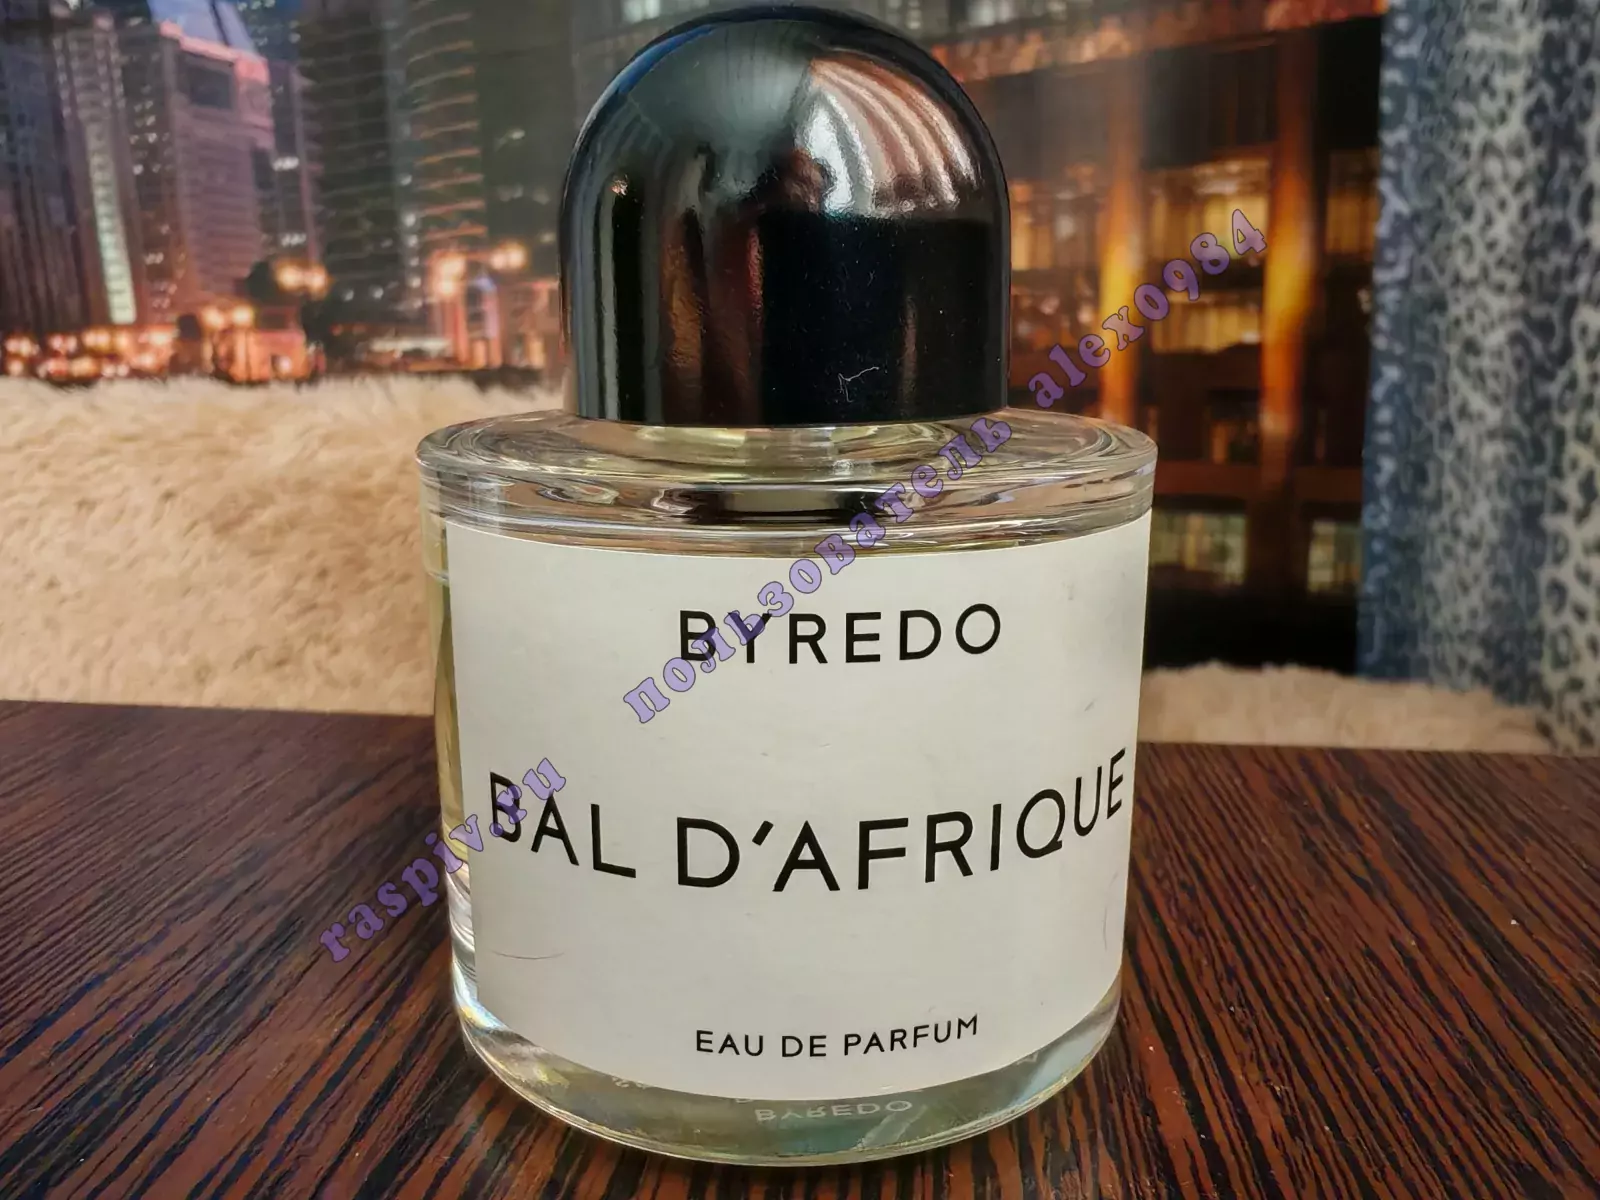 BYREDO
BAL D'AFRIQUE
EAU DE PARFUM
BYREDO
raspiv.ru пользователь alex0984